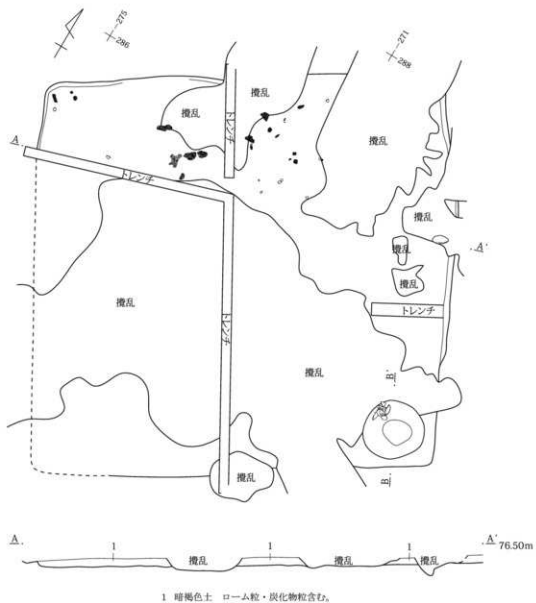 -275
-286
-271
-288
攪乱
攪乱
攪乱
トレンチ
A
トレンチ
攪乱
A'
攪乱
攪乱
トレンチ
攪乱
トレンチ
攪乱
B'
B
攪乱
A
1
攪乱
1
攪乱
1
攪乱
A'
76.50m
1 暗褐色土 ローム粒・炭化物粒含む。